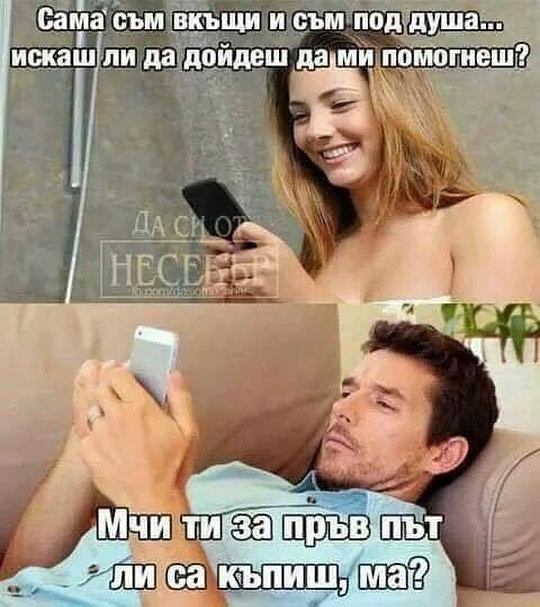 Сама съм вкъщи и съм под душа...
искаш ли да дойдеш да ми помогнеш?
ДА СИ ОТ
НЕСЕБЪР
Мчи ти за пръв път
ли са къпиш, ма?